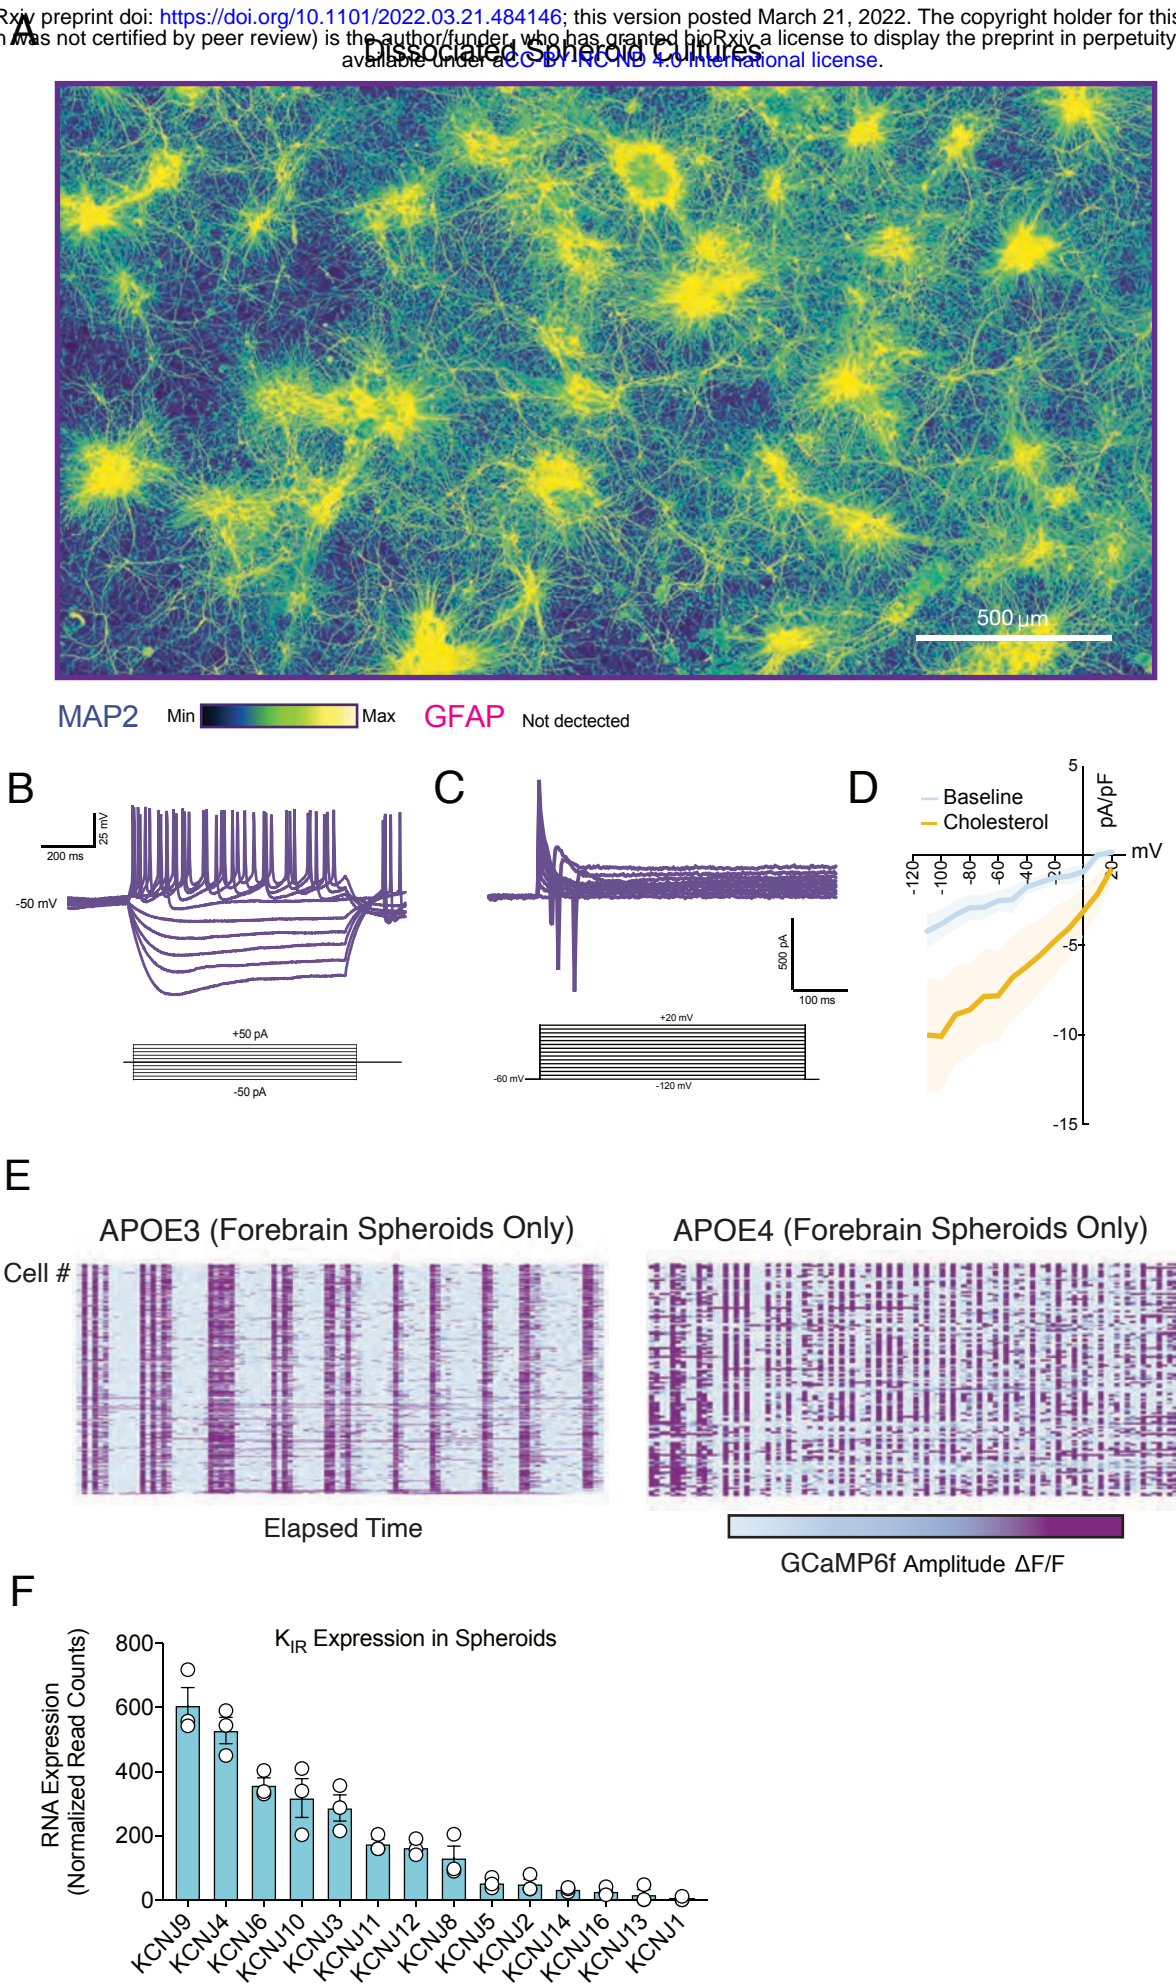 Rxiv preprint doi: https://doi.org/10.1101/2022.03.21.484146; this version posted March 21, 2022. The copyright holder for this
was not certified by peer review) is the author/funder, who has granted bioRxiv a license to display the preprint in perpetuity
available under aCC-BY-NC-ND 4.0 International license.
A
Dissociated Spheroid Cultures
500 µm
MAP2 Min Max GFAP Not dectected
B
25 mV
200 ms
-50 mV
+50 pA
-50 pA
C
500 pA
100 ms
+20 mV
-60 mV
-120 mV
D
Baseline
Cholesterol
pA/pF
mV
5
-5
-10
-15
-120 -100 -80 -60 -40 -20 20
E
APOE3 (Forebrain Spheroids Only)
APOE4 (Forebrain Spheroids Only)
Cell #
Elapsed Time
GCaMP6f Amplitude ΔF/F
F
KIR Expression in Spheroids
RNA Expression
(Normalized Read Counts)
800
600
400
200
0
KCNJ9 KCNJ4 KCNJ6 KCNJ10 KCNJ3 KCNJ11 KCNJ12 KCNJ8 KCNJ5 KCNJ2 KCNJ14 KCNJ16 KCNJ13 KCNJ1